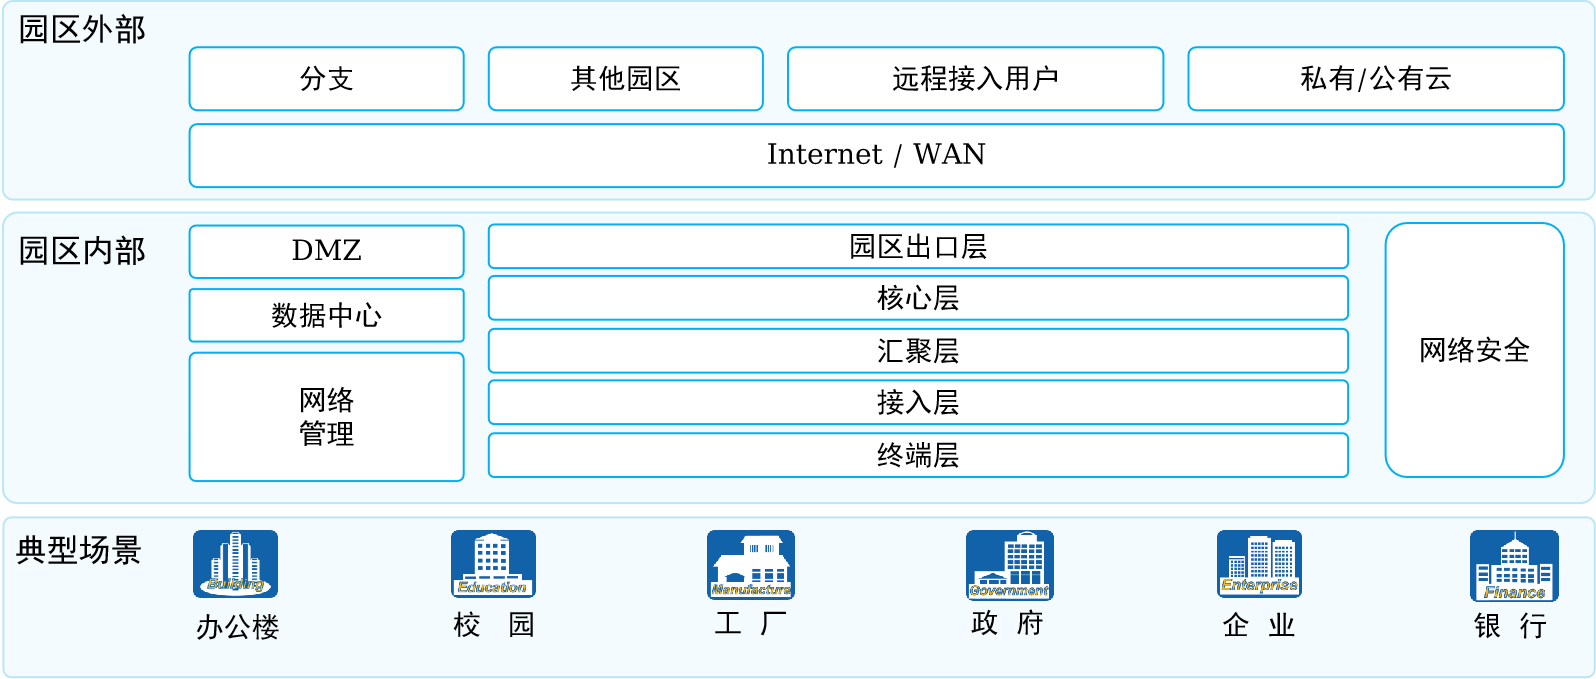 园区外部
分支
其他园区
远程接入用户
私有/公有云
Internet / WAN
园区内部
DMZ
数据中心
网络
管理
园区出口层
核心层
汇聚层
接入层
终端层
网络安全
典型场景
Building
Education
Manufacture
Government
Enterprise
Finance
办公楼
校 园
工 厂
政 府
企 业
银 行